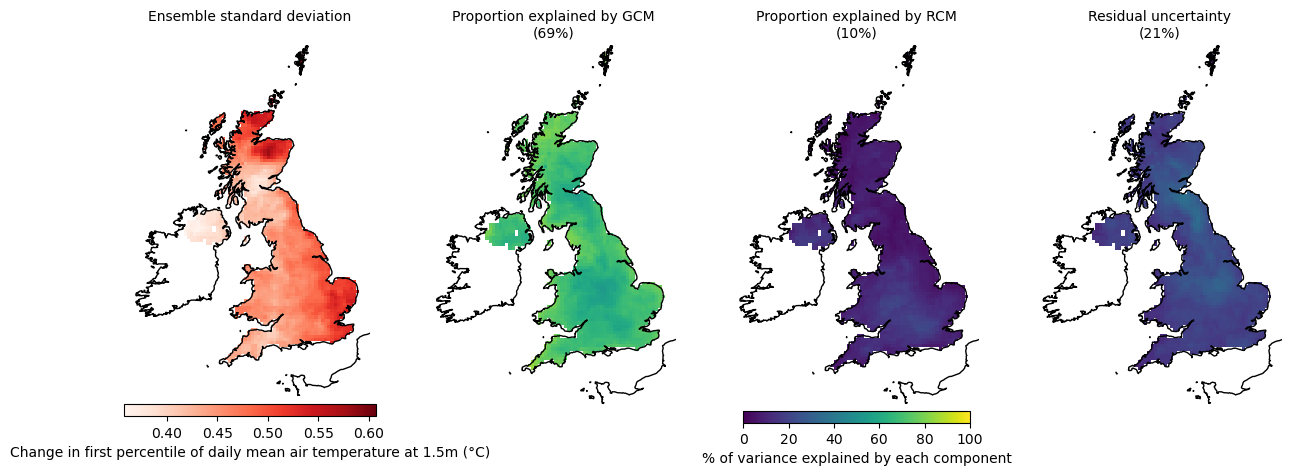 Ensemble standard deviation
Proportion explained by GCM
(69%)
Proportion explained by RCM
(10%)
Residual uncertainty
(21%)
0.40 0.45 0.50 0.55 0.60
Change in first percentile of daily mean air temperature at 1.5m (°C)
0 20 40 60 80 100
% of variance explained by each component